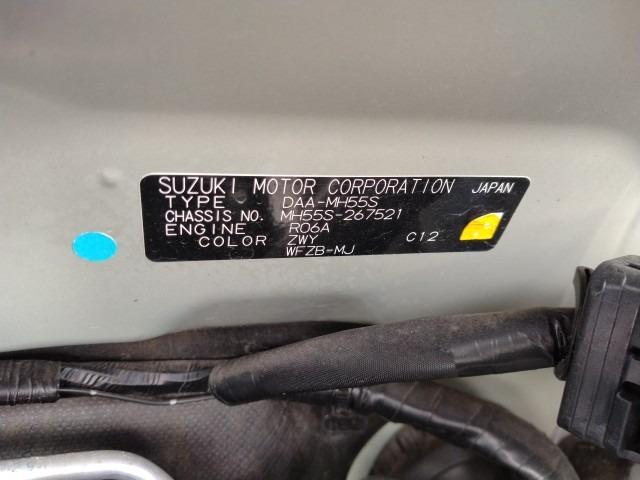 SUZUKI MOTOR CORPORATION JAPAN
TYPE DAA-MH55S
CHASSIS NO. MH55S-267521
ENGINE R06A
COLOR ZWY C12
WFZB-MJ